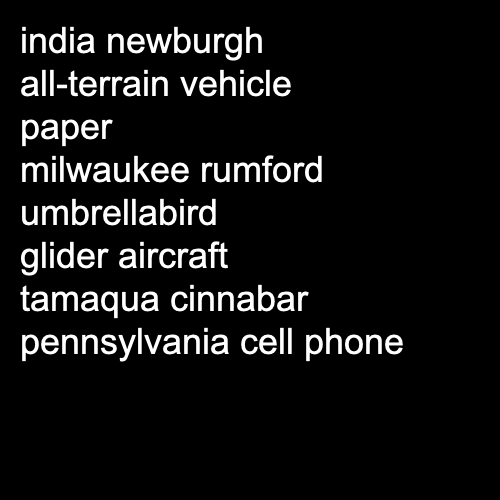 india newburgh
all-terrain vehicle
paper
milwaukee rumford
umbrellabird
glider aircraft
tamaqua cinnabar
pennsylvania cell phone